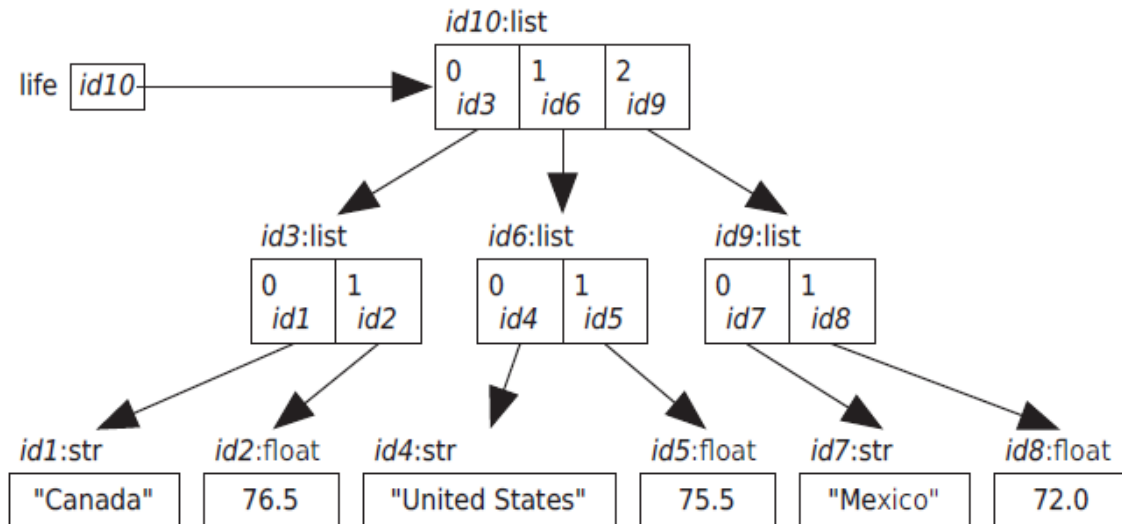 id10:list
0 1 2
life id10 id3 id6 id9
id3:list id6:list id9:list
0 1 0 1 0 1
id1 id2 id4 id5 id7 id8
id1:str id2:float id4:str id5:float id7:str id8:float
"Canada" 76.5 "United States" 75.5 "Mexico" 72.0